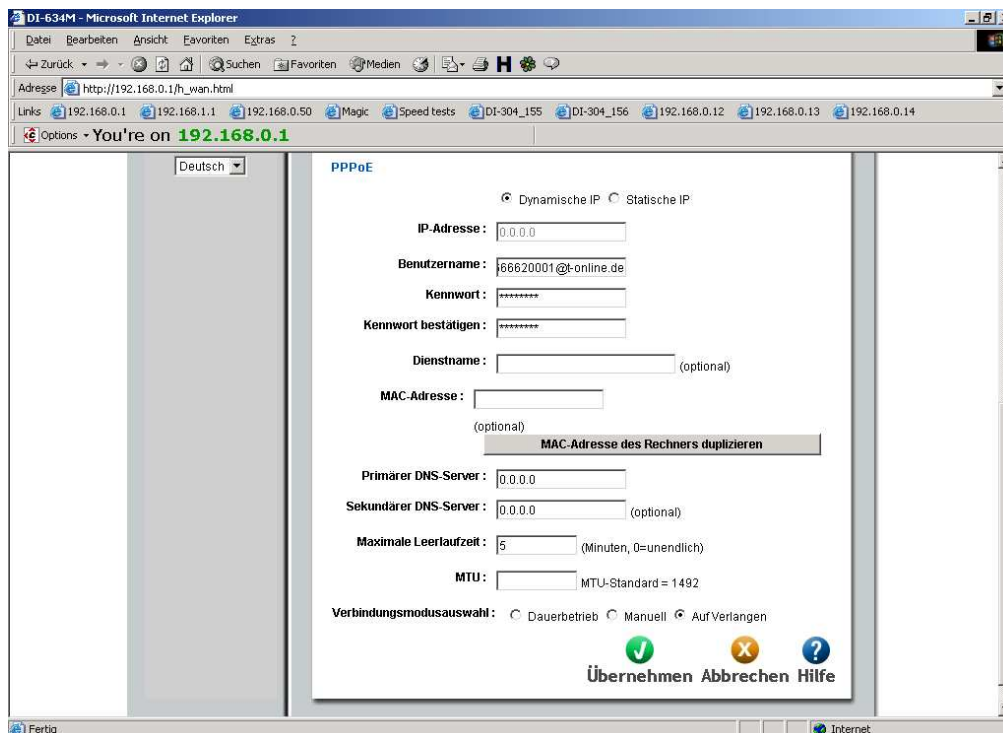 DI-634M - Microsoft Internet Explorer
Datei Bearbeiten Ansicht Favoriten Extras ?
Zurück Suchen Favoriten Medien
Adresse http://192.168.0.1/h_wan.html
Links 192.168.0.1 192.168.1.1 192.168.0.50 Magic Speed tests DI-304_155 DI-304_156 192.168.0.12 192.168.0.13 192.168.0.14
Options You're on 192.168.0.1
Deutsch
PPPoE
Dynamische IP Statische IP
IP-Adresse : 0.0.0.0
Benutzername : 66620001@t-online.de
Kennwort : ********
Kennwort bestätigen : ********
Dienstname : (optional)
MAC-Adresse :
(optional)
MAC-Adresse des Rechners duplizieren
Primärer DNS-Server : 0.0.0.0
Sekundärer DNS-Server : 0.0.0.0 (optional)
Maximale Leerlaufzeit : 5 (Minuten, 0=unendlich)
MTU : MTU-Standard = 1492
Verbindungsmodusauswahl : Dauerbetrieb Manuell Auf Verlangen
Übernehmen Abbrechen Hilfe
Fertig Internet